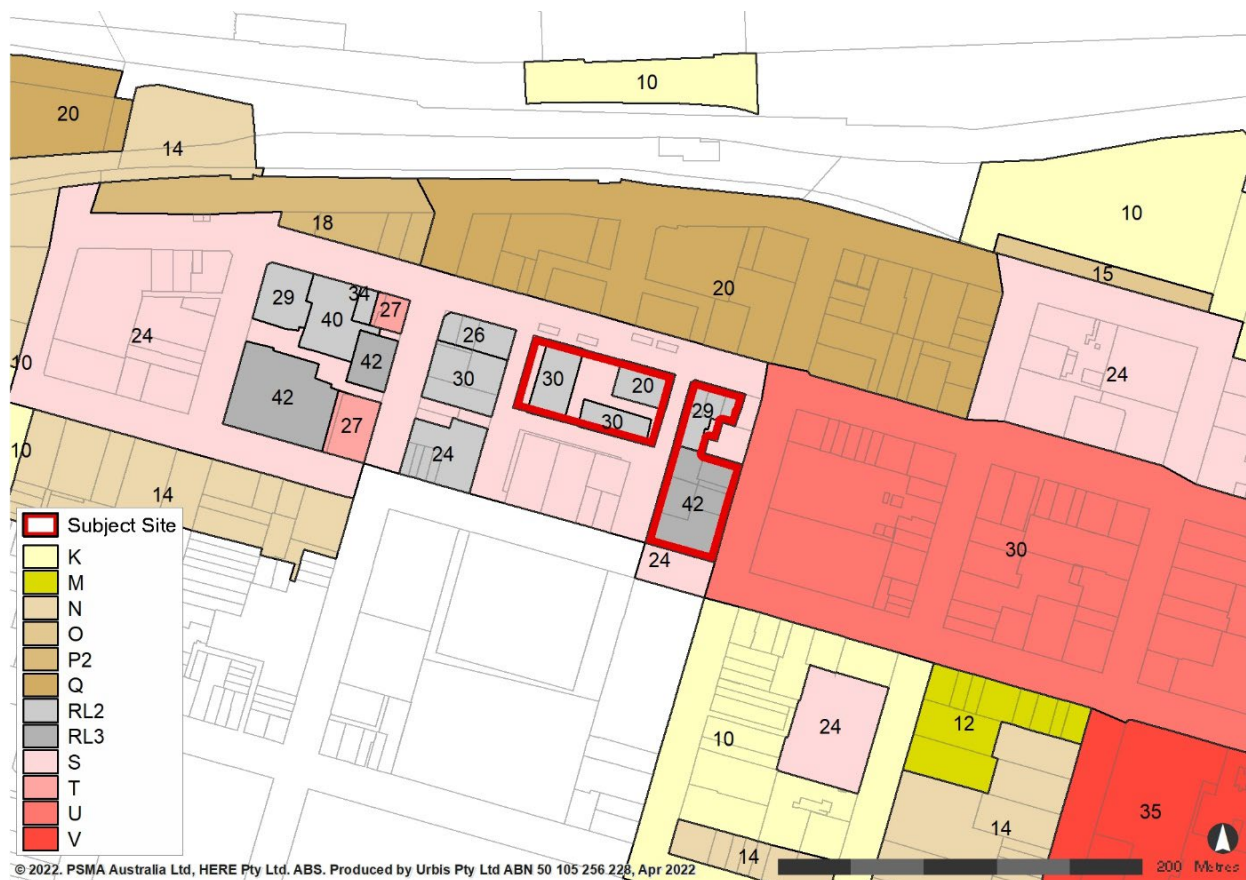 10
20
14
10
18
15
20
29
34
27
40
24
26
24
42
30
30
20
10
29
42
30
27
24
42
10
14
24
30
Subject Site
K
M
N
O
P2
Q
RL2
RL3
S
T
U
V
12
24
10
35
14
14
200 Metres
© 2022. PSMA Australia Ltd, HERE Pty Ltd. ABS. Produced by Urbis Pty Ltd ABN 50 105 256 228, Apr 2022